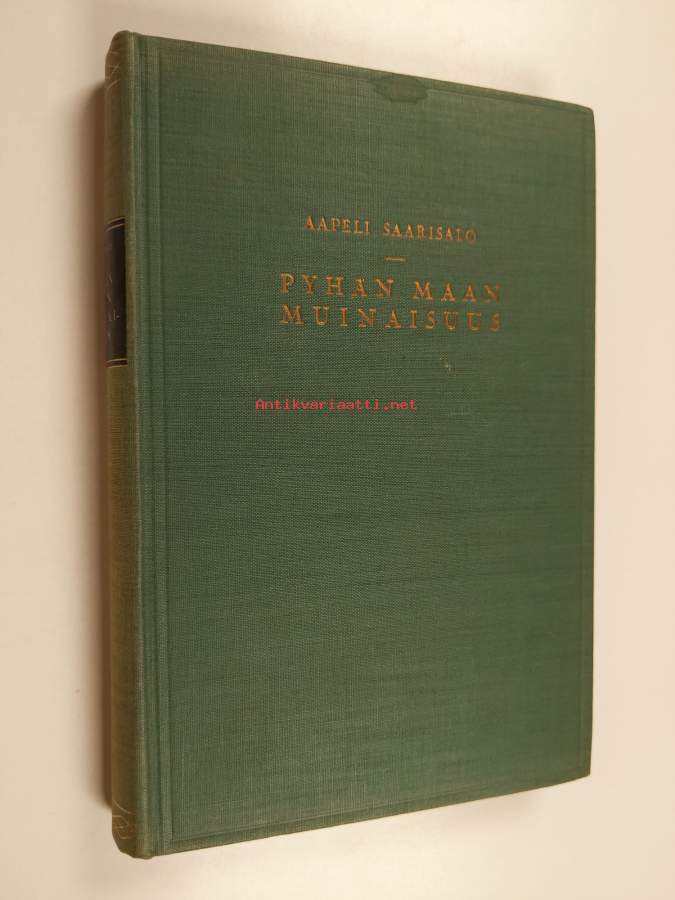 AAPELI SAARISALO
PYHÄN MAAN
MUINAISUUS
Antikvariaatti.net